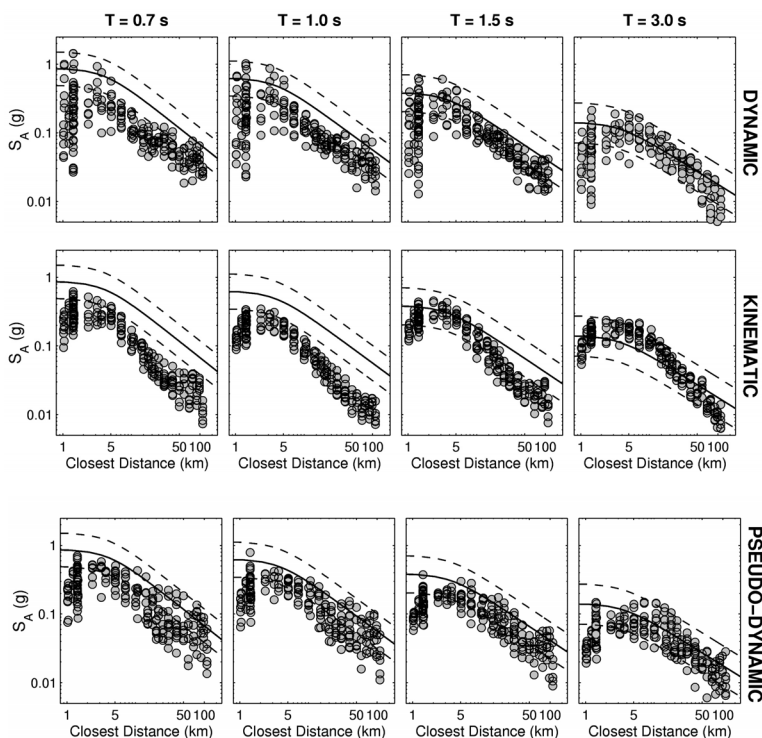 T = 0.7 s T = 1.0 s T = 1.5 s T = 3.0 s
1
0.1
0.01
S_A (g)
DYNAMIC
1
0.1
0.01
S_A (g)
KINEMATIC
1 5 50 100 1 5 50 100 1 5 50 100 1 5 50 100
Closest Distance (km) Closest Distance (km) Closest Distance (km) Closest Distance (km)
1
0.1
0.01
S_A (g)
PSEUDO-DYNAMIC
1 5 50 100 1 5 50 100 1 5 50 100 1 5 50 100
Closest Distance (km) Closest Distance (km) Closest Distance (km) Closest Distance (km)